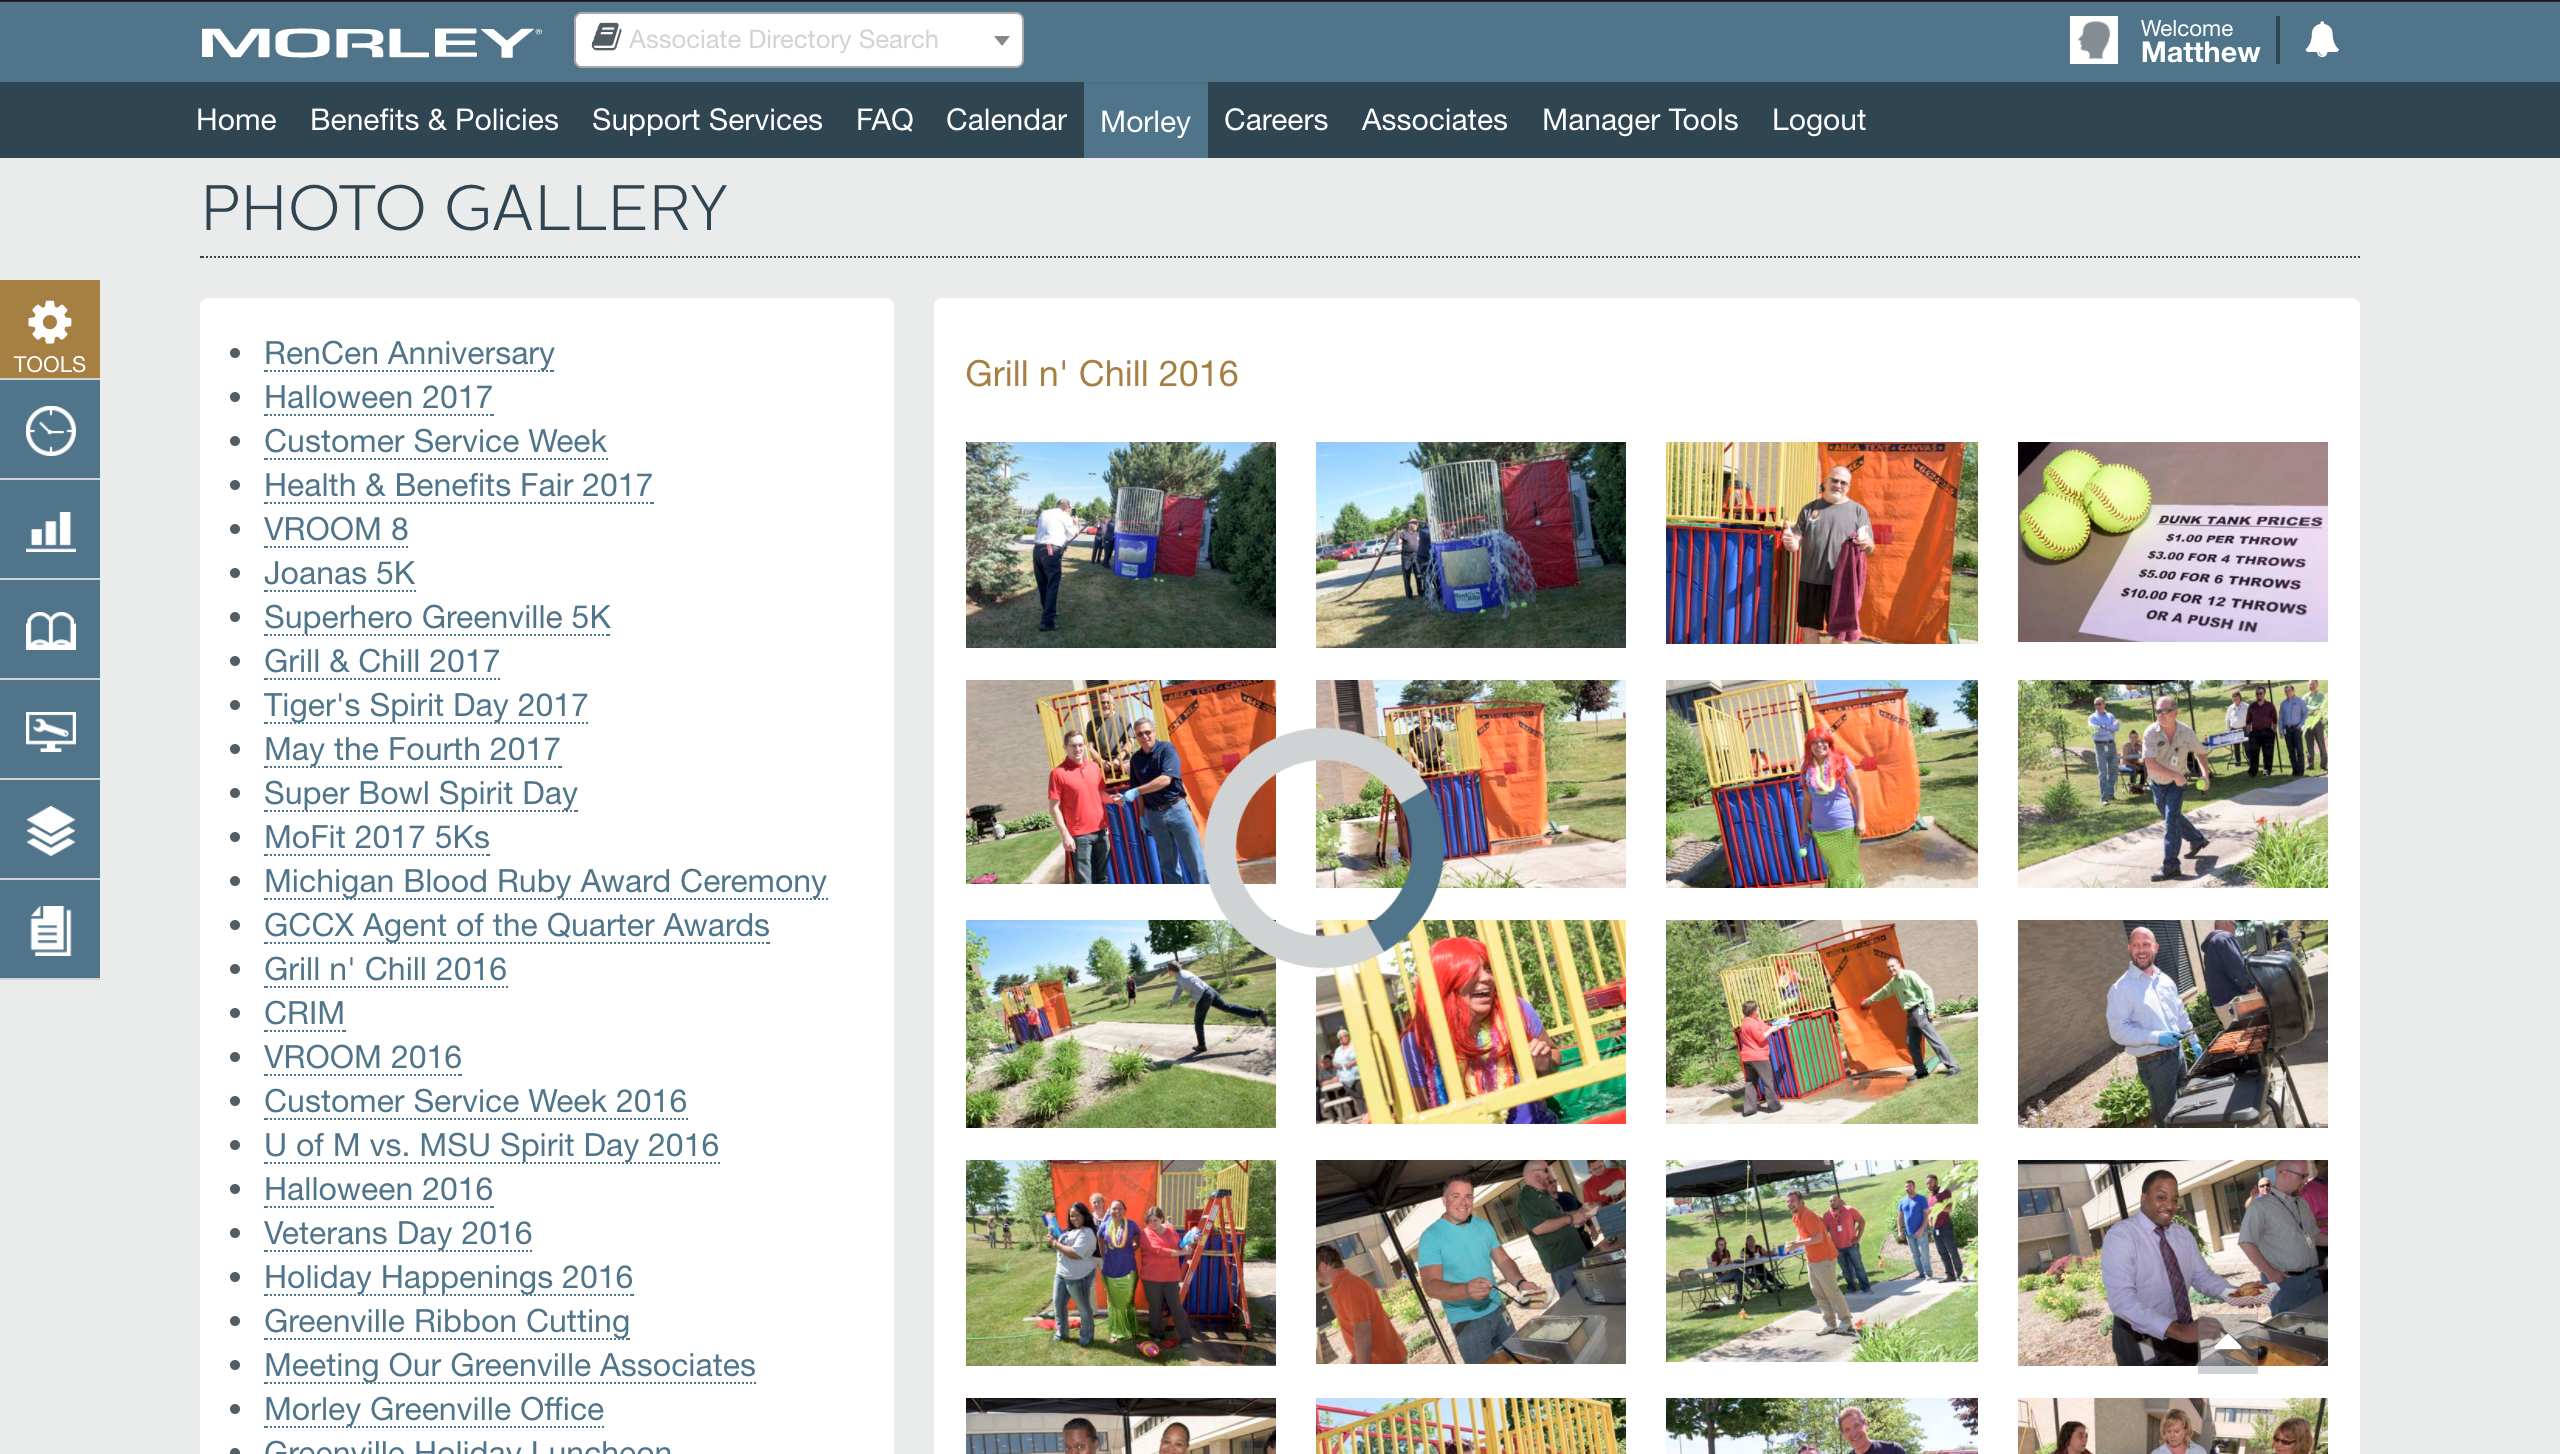 MORLEY
Associate Directory Search
Welcome
Matthew
Home Benefits & Policies Support Services FAQ Calendar Morley Careers Associates Manager Tools Logout
PHOTO GALLERY
TOOLS
RenCen Anniversary
Halloween 2017
Customer Service Week
Health & Benefits Fair 2017
VROOM 8
Joanas 5K
Superhero Greenville 5K
Grill & Chill 2017
Tiger's Spirit Day 2017
May the Fourth 2017
Super Bowl Spirit Day
MoFit 2017 5Ks
Michigan Blood Ruby Award Ceremony
GCCX Agent of the Quarter Awards
Grill n' Chill 2016
CRIM
VROOM 2016
Customer Service Week 2016
U of M vs. MSU Spirit Day 2016
Halloween 2016
Veterans Day 2016
Holiday Happenings 2016
Greenville Ribbon Cutting
Meeting Our Greenville Associates
Morley Greenville Office
Greenville Holiday Luncheon
Grill n' Chill 2016
AREA TENT & CANVAS
DUNK TANK PRICES
$1.00 PER THROW
$3.00 FOR 4 THROWS
$5.00 FOR 6 THROWS
$10.00 FOR 12 THROWS
OR A PUSH IN